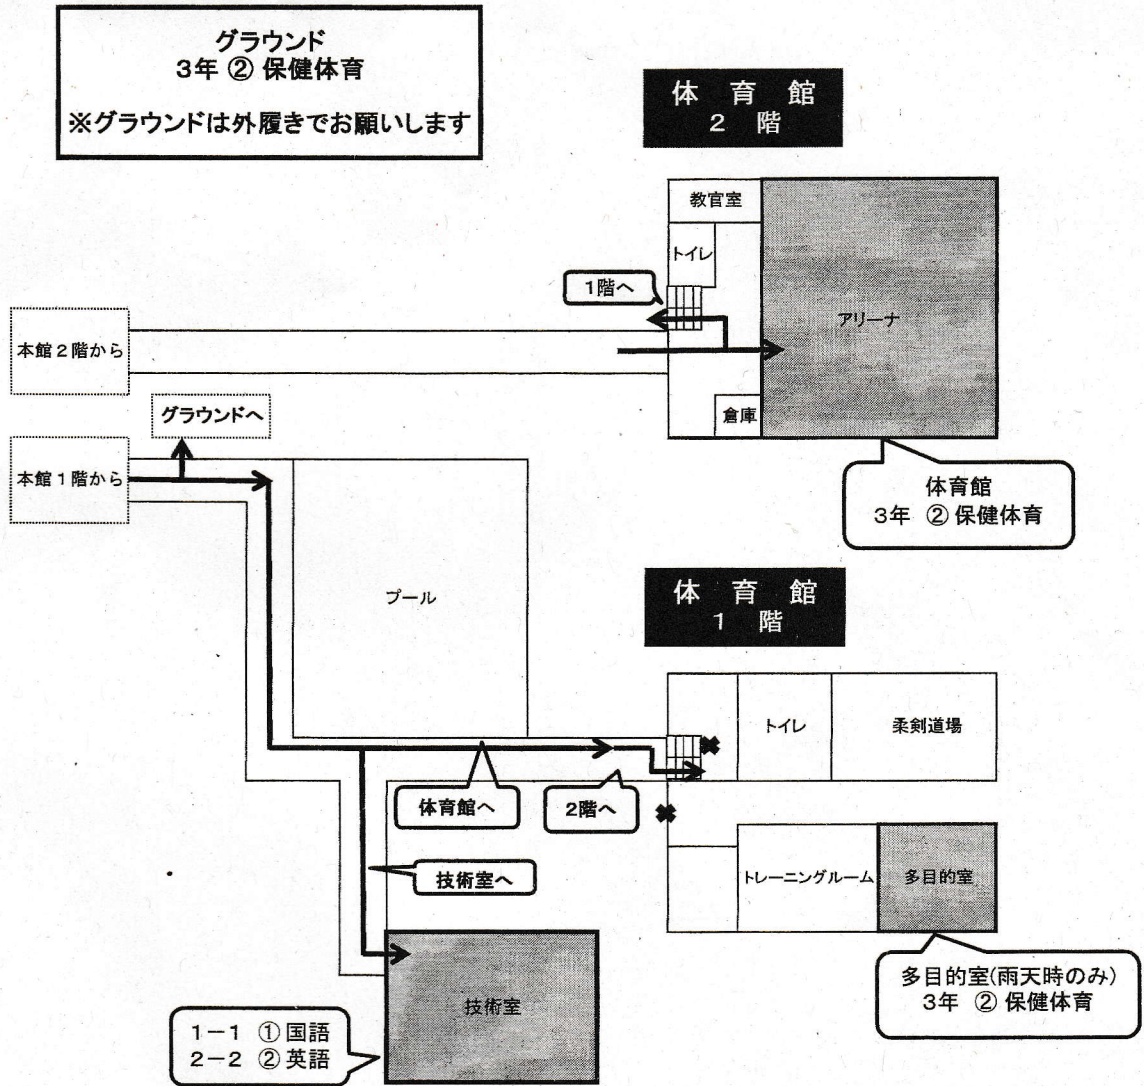 グラウンド
3年 ② 保健体育
※グラウンドは外履きでお願いします
体 育 館
2 階
教官室
トイレ
1階へ
アリーナ
本館2階から
倉庫
グラウンドへ
本館1階から
体育館
3年 ② 保健体育
プール
体 育 館
1 階
トイレ
柔剣道場
体育館へ
2階へ
技術室へ
トレーニングルーム
多目的室
多目的室(雨天時のみ)
3年 ② 保健体育
技術室
1-1 ① 国語
2-2 ② 英語